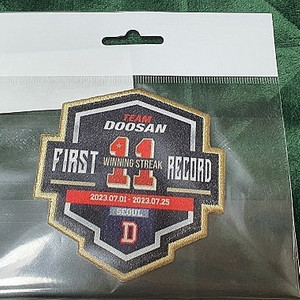 TEAM
DOOSAN
FIRST 11 RECORD
WINNING STREAK
2023.07.01 - 2023.07.25
SEOUL
D